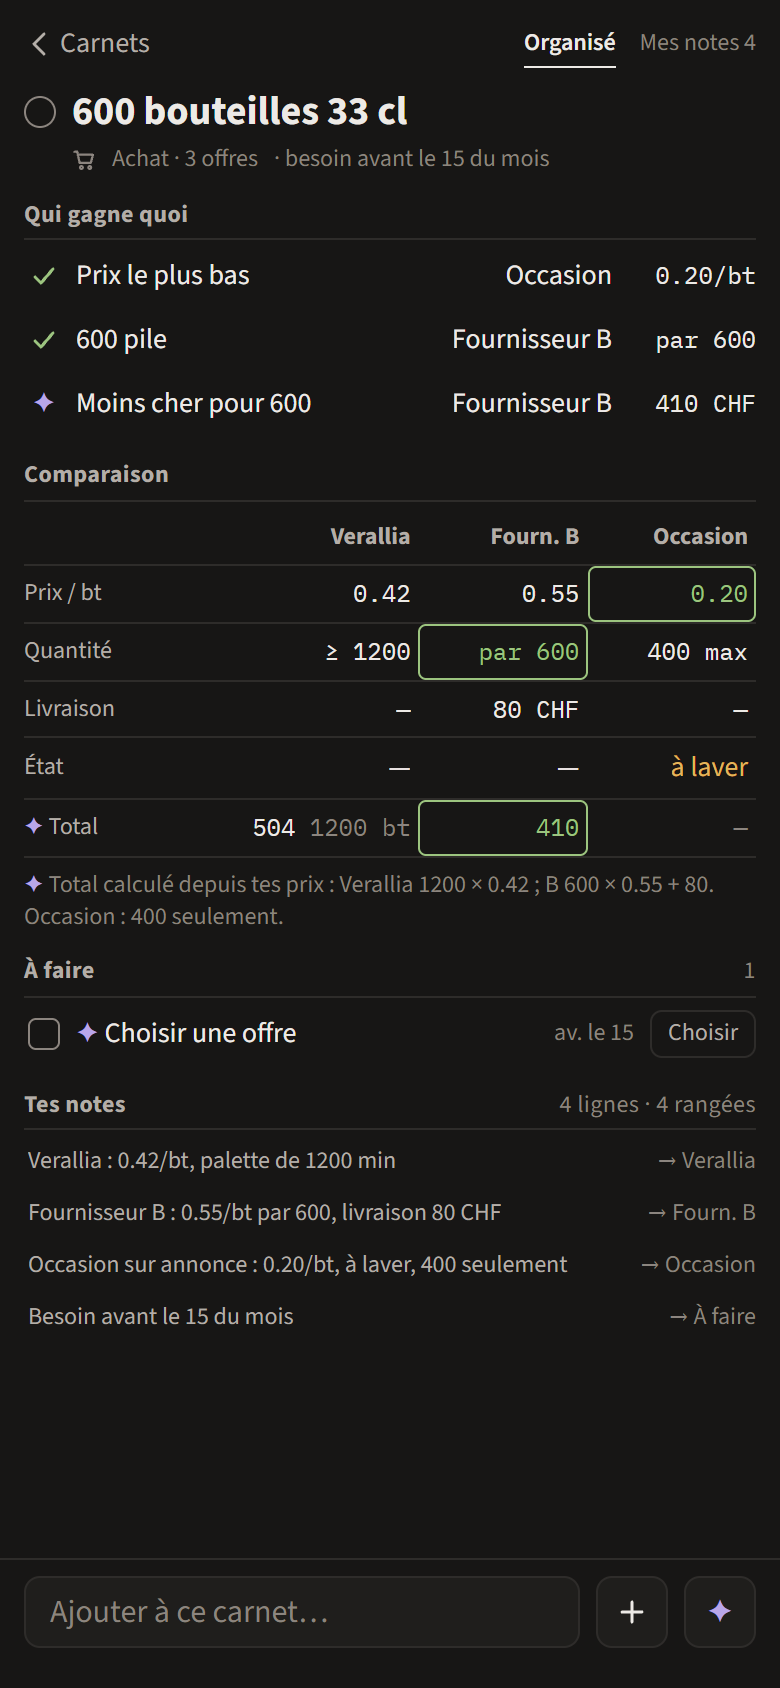 Carnets Organisé Mes notes 4
600 bouteilles 33 cl
Achat · 3 offres · besoin avant le 15 du mois
Qui gagne quoi
Prix le plus bas Occasion 0.20/bt
600 pile Fournisseur B par 600
Moins cher pour 600 Fournisseur B 410 CHF
Comparaison
Verallia Fourn. B Occasion
Prix / bt 0.42 0.55 0.20
Quantité ≥ 1200 par 600 400 max
Livraison — 80 CHF —
État — — à laver
✦ Total 504 1200 bt 410 —
✦ Total calculé depuis tes prix : Verallia 1200 × 0.42 ; B 600 × 0.55 + 80.
Occasion : 400 seulement.
À faire 1
✦ Choisir une offre av. le 15 Choisir
Tes notes 4 lignes · 4 rangées
Verallia : 0.42/bt, palette de 1200 min → Verallia
Fournisseur B : 0.55/bt par 600, livraison 80 CHF → Fourn. B
Occasion sur annonce : 0.20/bt, à laver, 400 seulement → Occasion
Besoin avant le 15 du mois → À faire
Ajouter à ce carnet…